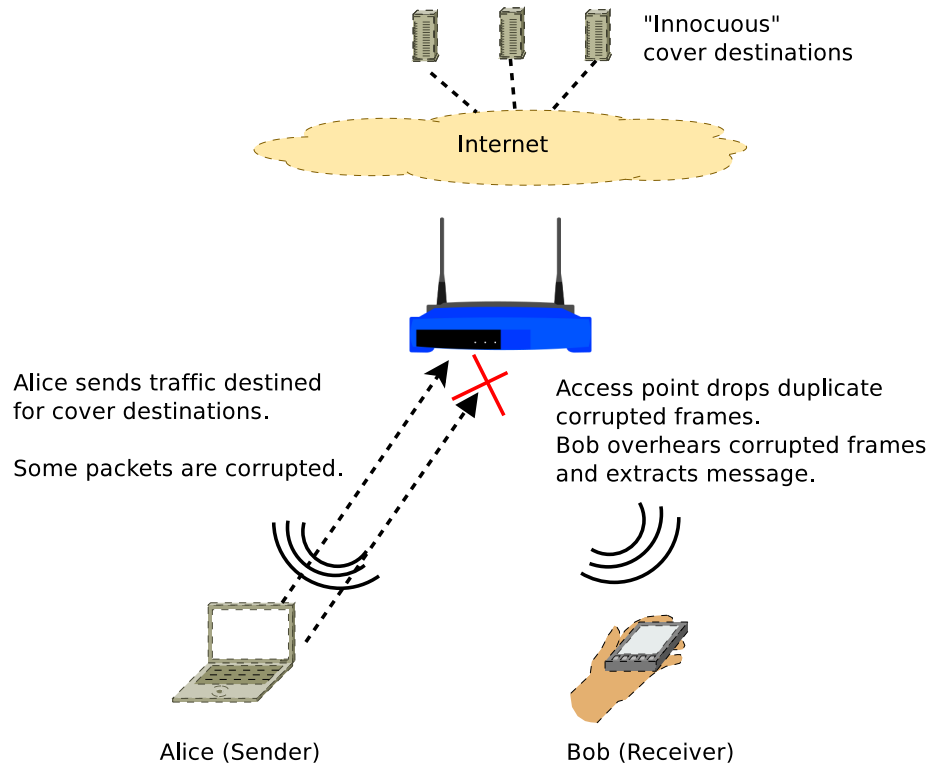 "Innocuous"
cover destinations
Internet
Alice sends traffic destined
for cover destinations.
Some packets are corrupted.
Access point drops duplicate
corrupted frames.
Bob overhears corrupted frames
and extracts message.
Alice (Sender)
Bob (Receiver)